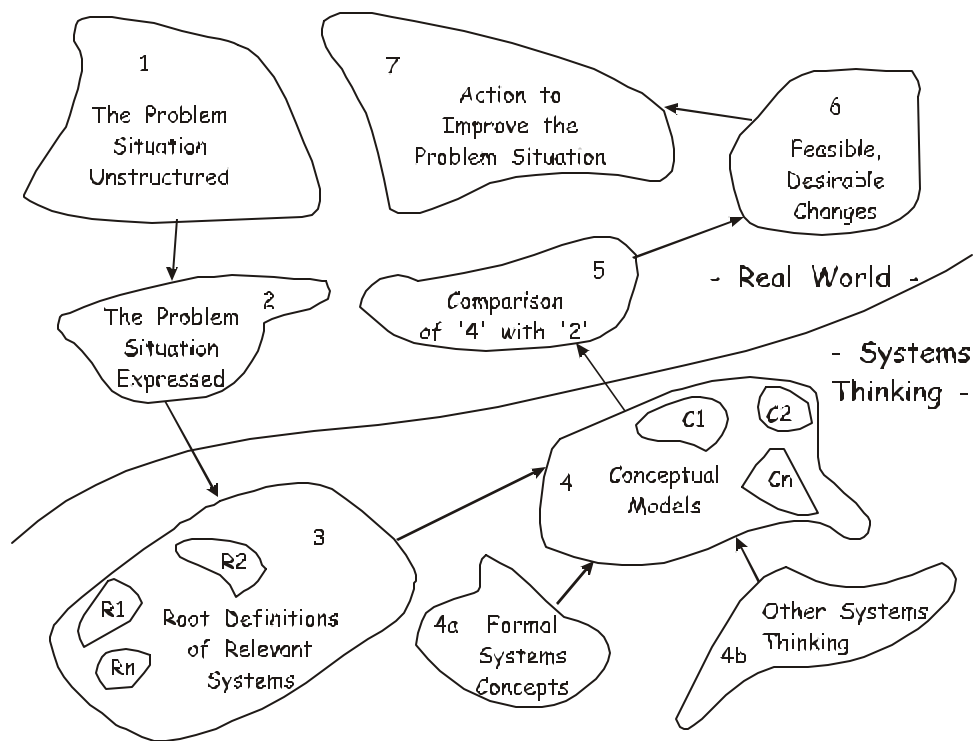 1
The Problem
Situation
Unstructured
7
Action to
Improve the
Problem Situation
6
Feasible,
Desirable
Changes
2
The Problem
Situation
Expressed
5
Comparison
of '4' with '2'
- Real World -
- Systems
Thinking -
3
R2
R1
Rn
Root Definitions
of Relevant
Systems
4
C1
C2
Cn
Conceptual
Models
4a
Formal
Systems
Concepts
4b
Other Systems
Thinking